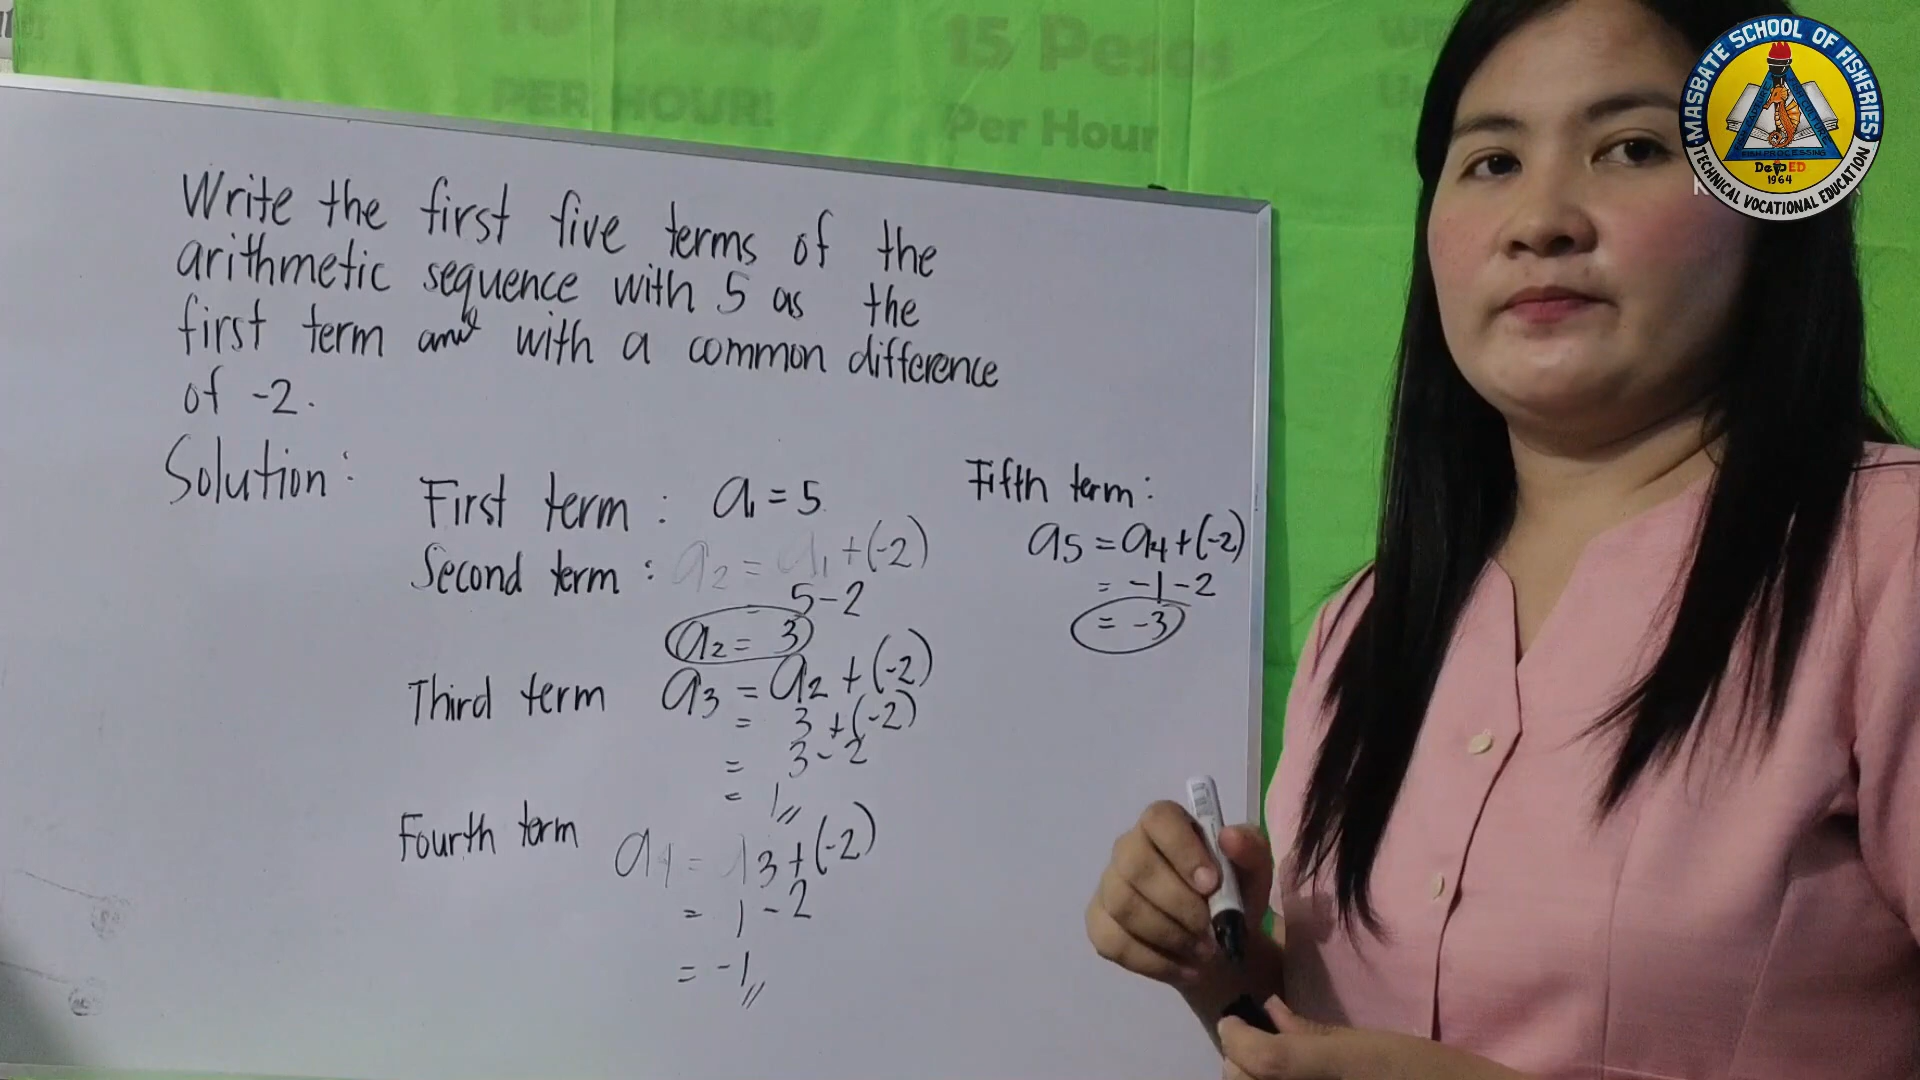 15 Pesos
PER HOUR!
Per Hour
MASBATE SCHOOL OF FISHERIES
TECHNICAL VOCATIONAL EDUCATION
DepED
1964
Write the first five terms of the
arithmetic sequence with 5 as the
first term and with a common difference
of -2.
Solution:
First term : a1 = 5
Second term : a2 = a1 + (-2)
= 5-2
a2 = 3
Third term a3 = a2 + (-2)
= 3 + (-2)
= 3-2
= 1
Fourth term a4 = a3 + (-2)
= 1 - 2
= -1
Fifth term:
a5 = a4 + (-2)
= -1 - 2
= -3